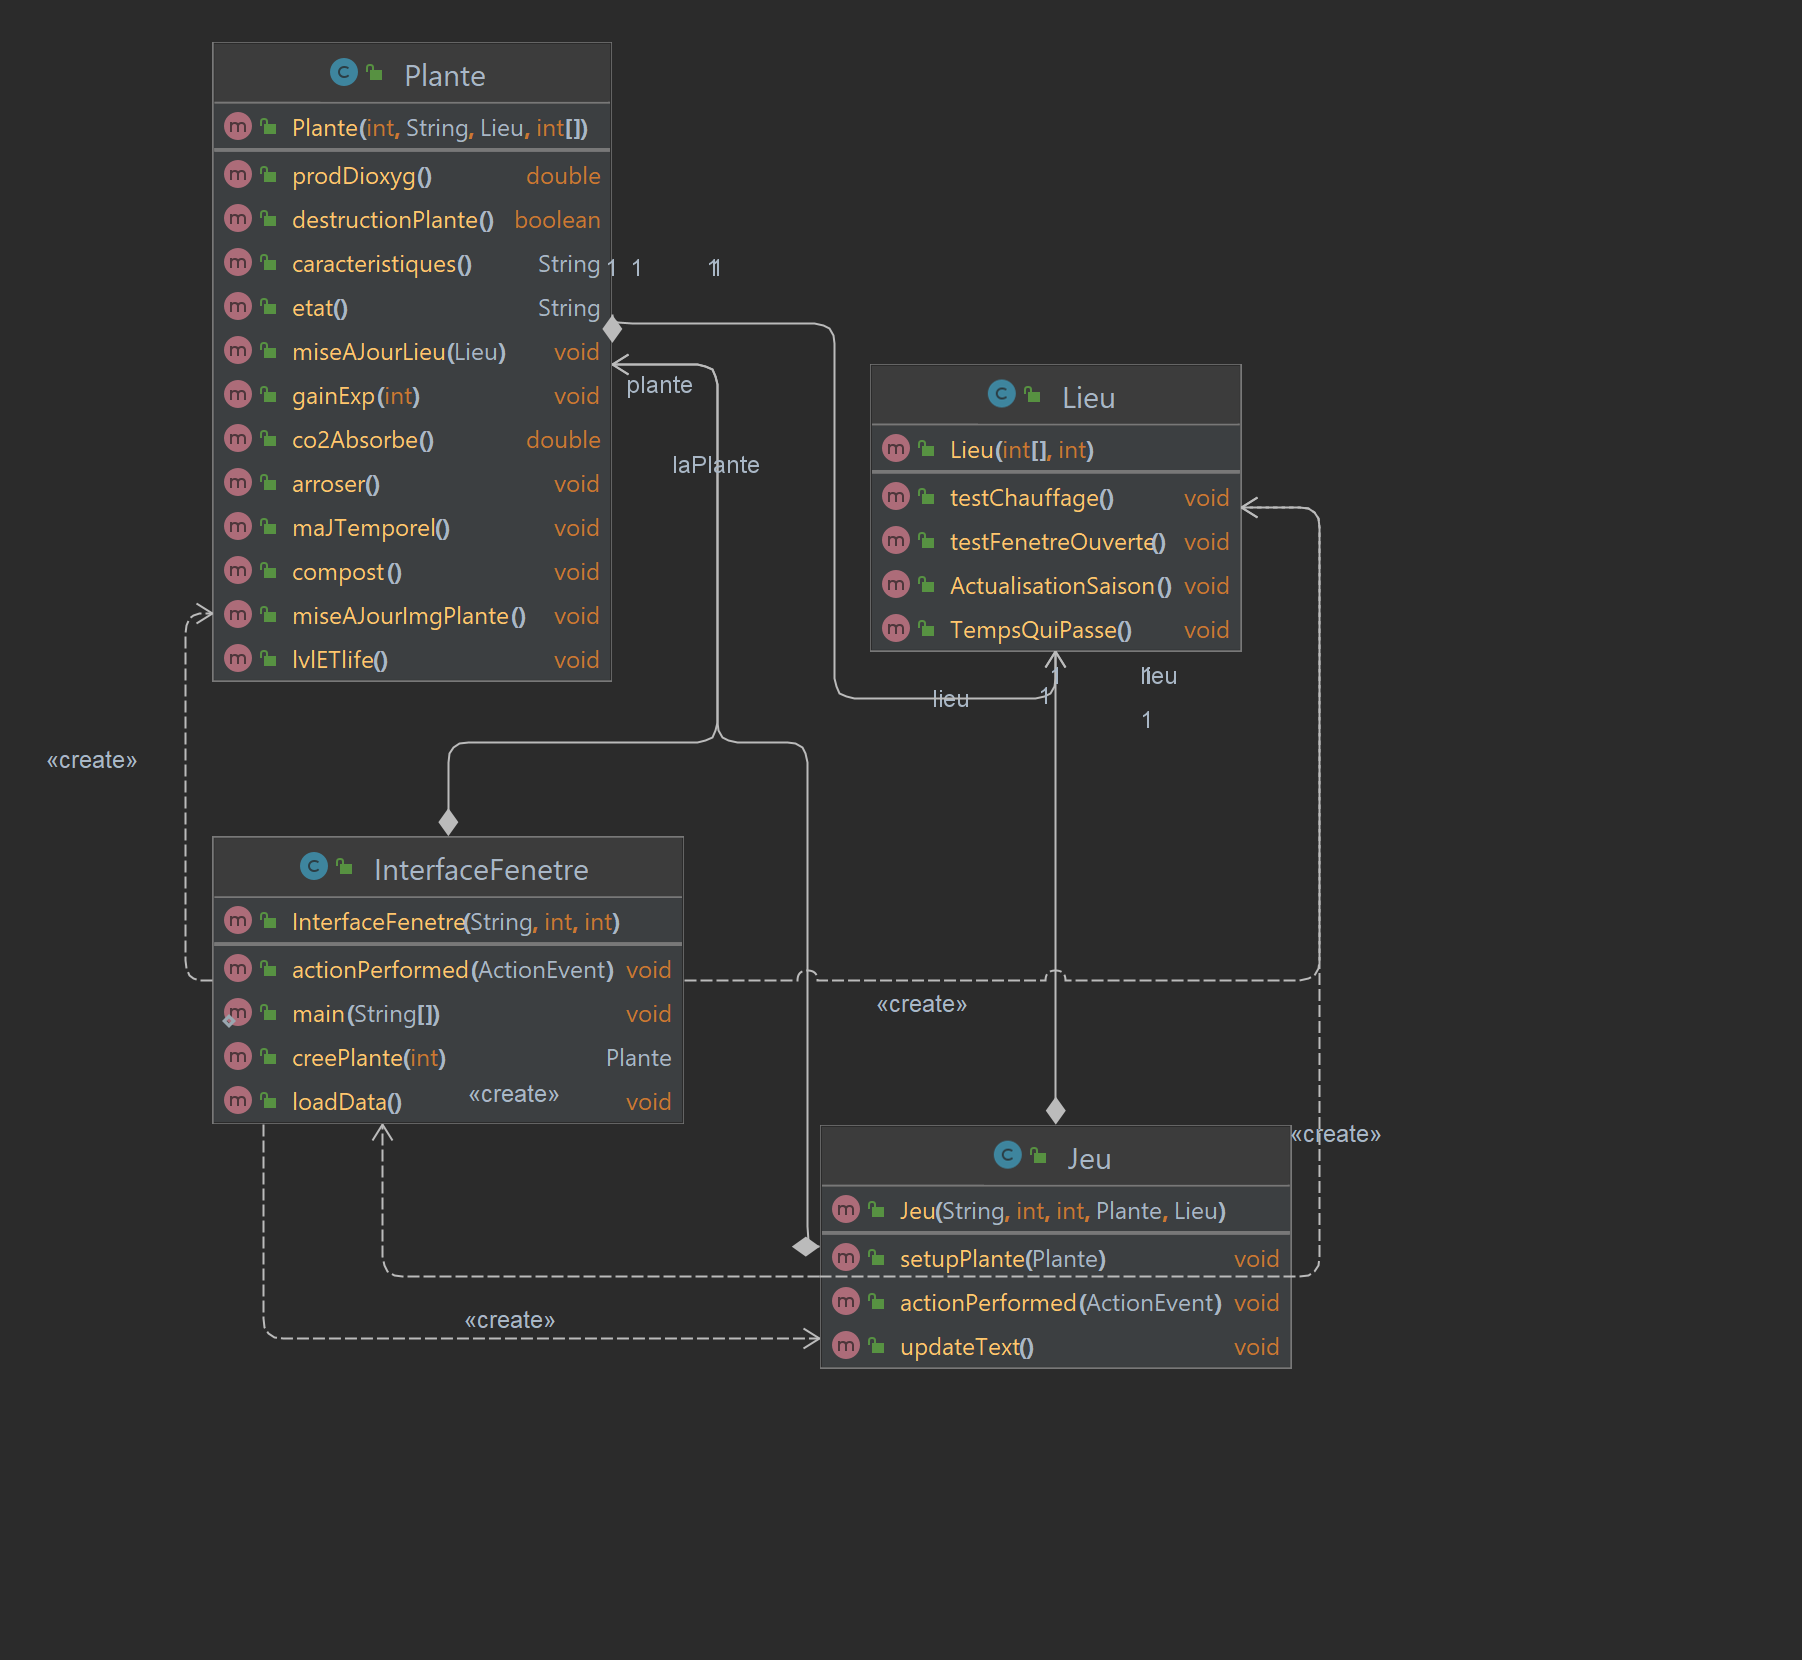 Plante
Plante(int, String, Lieu, int[])
prodDioxyg() double
destructionPlante() boolean
caracteristiques() String
etat() String
miseAJourLieu(Lieu) void
gainExp(int) void
co2Absorbe() double
arroser() void
maJTemporel() void
compost() void
miseAJourImgPlante() void
lvlETlife() void
1 1 1 1
plante
laPlante
Lieu
Lieu(int[], int)
testChauffage() void
testFenetreOuverte() void
ActualisationSaison() void
TempsQuiPasse() void
1
lieu
1
lieu
1
1
«create»
InterfaceFenetre
InterfaceFenetre(String, int, int)
actionPerformed(ActionEvent) void
main(String[]) void
creePlante(int) Plante
loadData() void
«create»
«create»
«create»
Jeu
Jeu(String, int, int, Plante, Lieu)
setupPlante(Plante) void
actionPerformed(ActionEvent) void
updateText() void
«create»